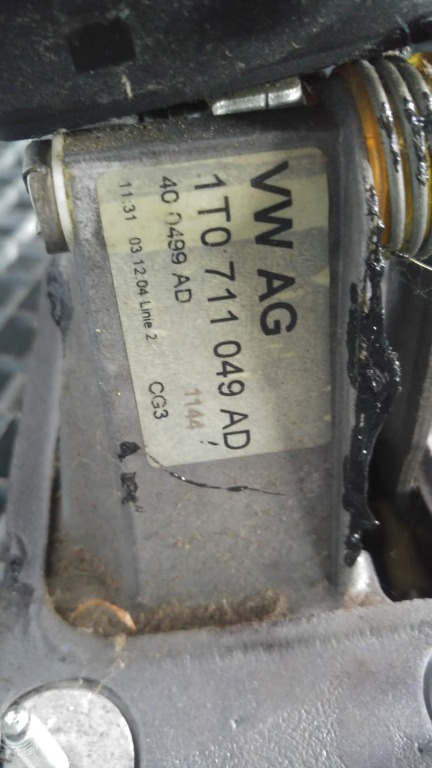 VW AG
1T0 711 049 AD
40 0499 AD 1144
11:31 03.12.04 Linie 2 CG3